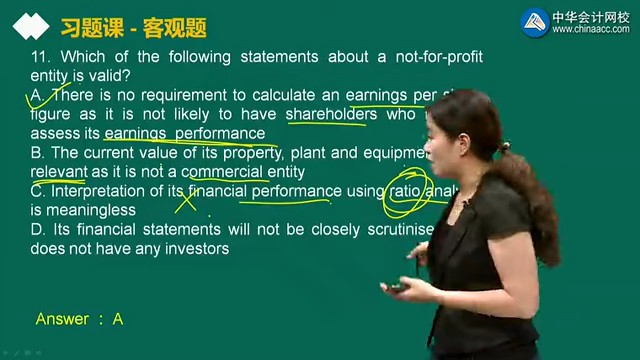 习题课 - 客观题
中华会计网校
www.chinaacc.com
11. Which of the following statements about a not-for-profit
entity is valid?
A. There is no requirement to calculate an earnings per
figure as it is not likely to have shareholders who
assess its earnings performance
B. The current value of its property, plant and equipm
relevant as it is not a commercial entity
C. Interpretation of its financial performance using ratio analy
is meaningless
D. Its financial statements will not be closely scrutinise
does not have any investors
Answer : A